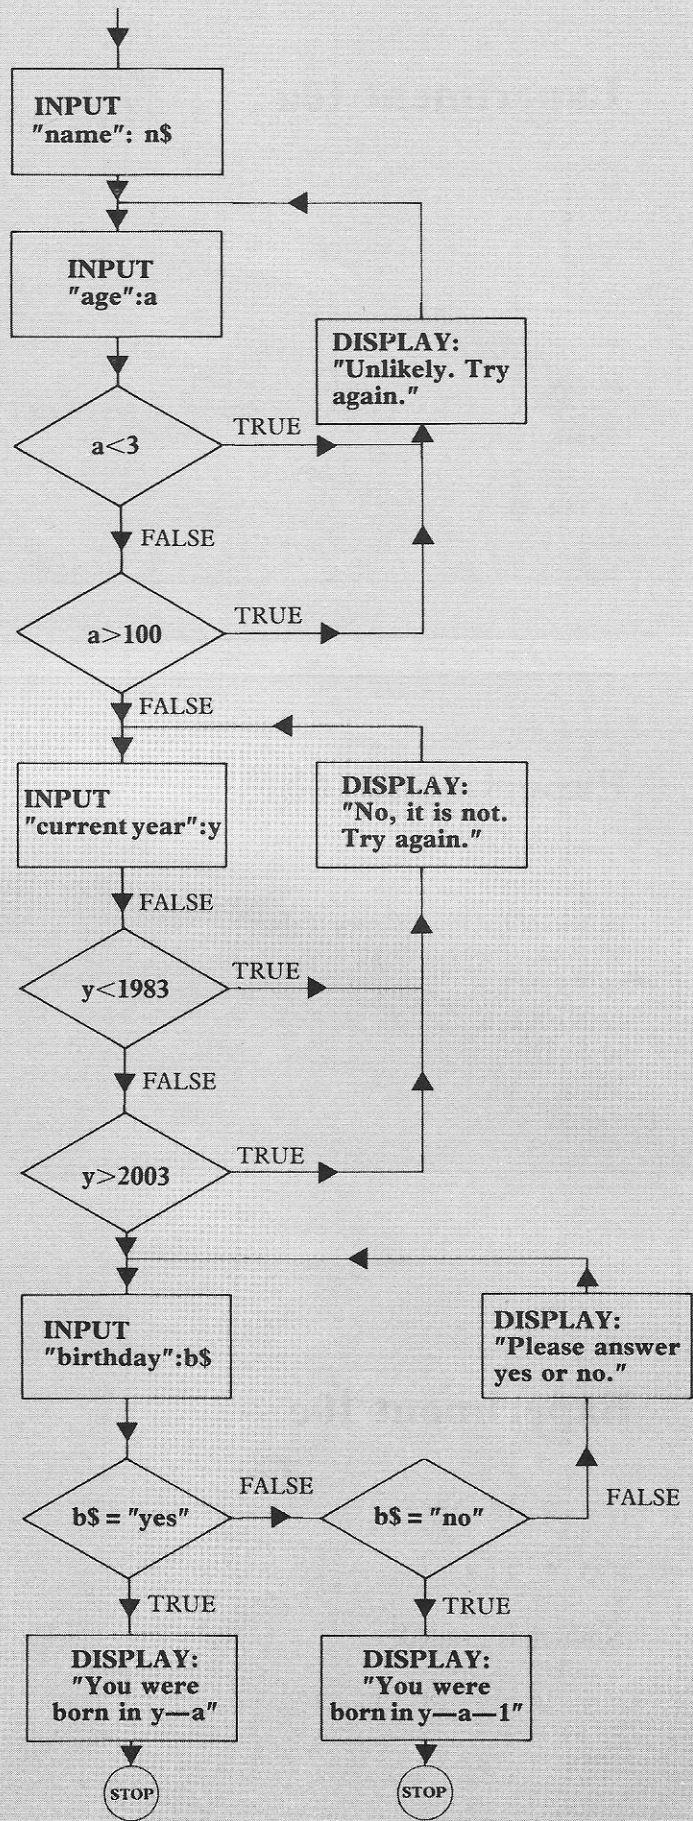 INPUT
"name": n$
INPUT
"age":a
DISPLAY:
"Unlikely. Try
again."
a<3
TRUE
FALSE
a>100
TRUE
FALSE
INPUT
"current year":y
DISPLAY:
"No, it is not.
Try again."
FALSE
y<1983
TRUE
FALSE
y>2003
TRUE
INPUT
"birthday":b$
DISPLAY:
"Please answer
yes or no."
b$ = "yes"
FALSE
b$ = "no"
FALSE
TRUE
TRUE
DISPLAY:
"You were
born in y—a"
DISPLAY:
"You were
born in y—a—1"
STOP
STOP